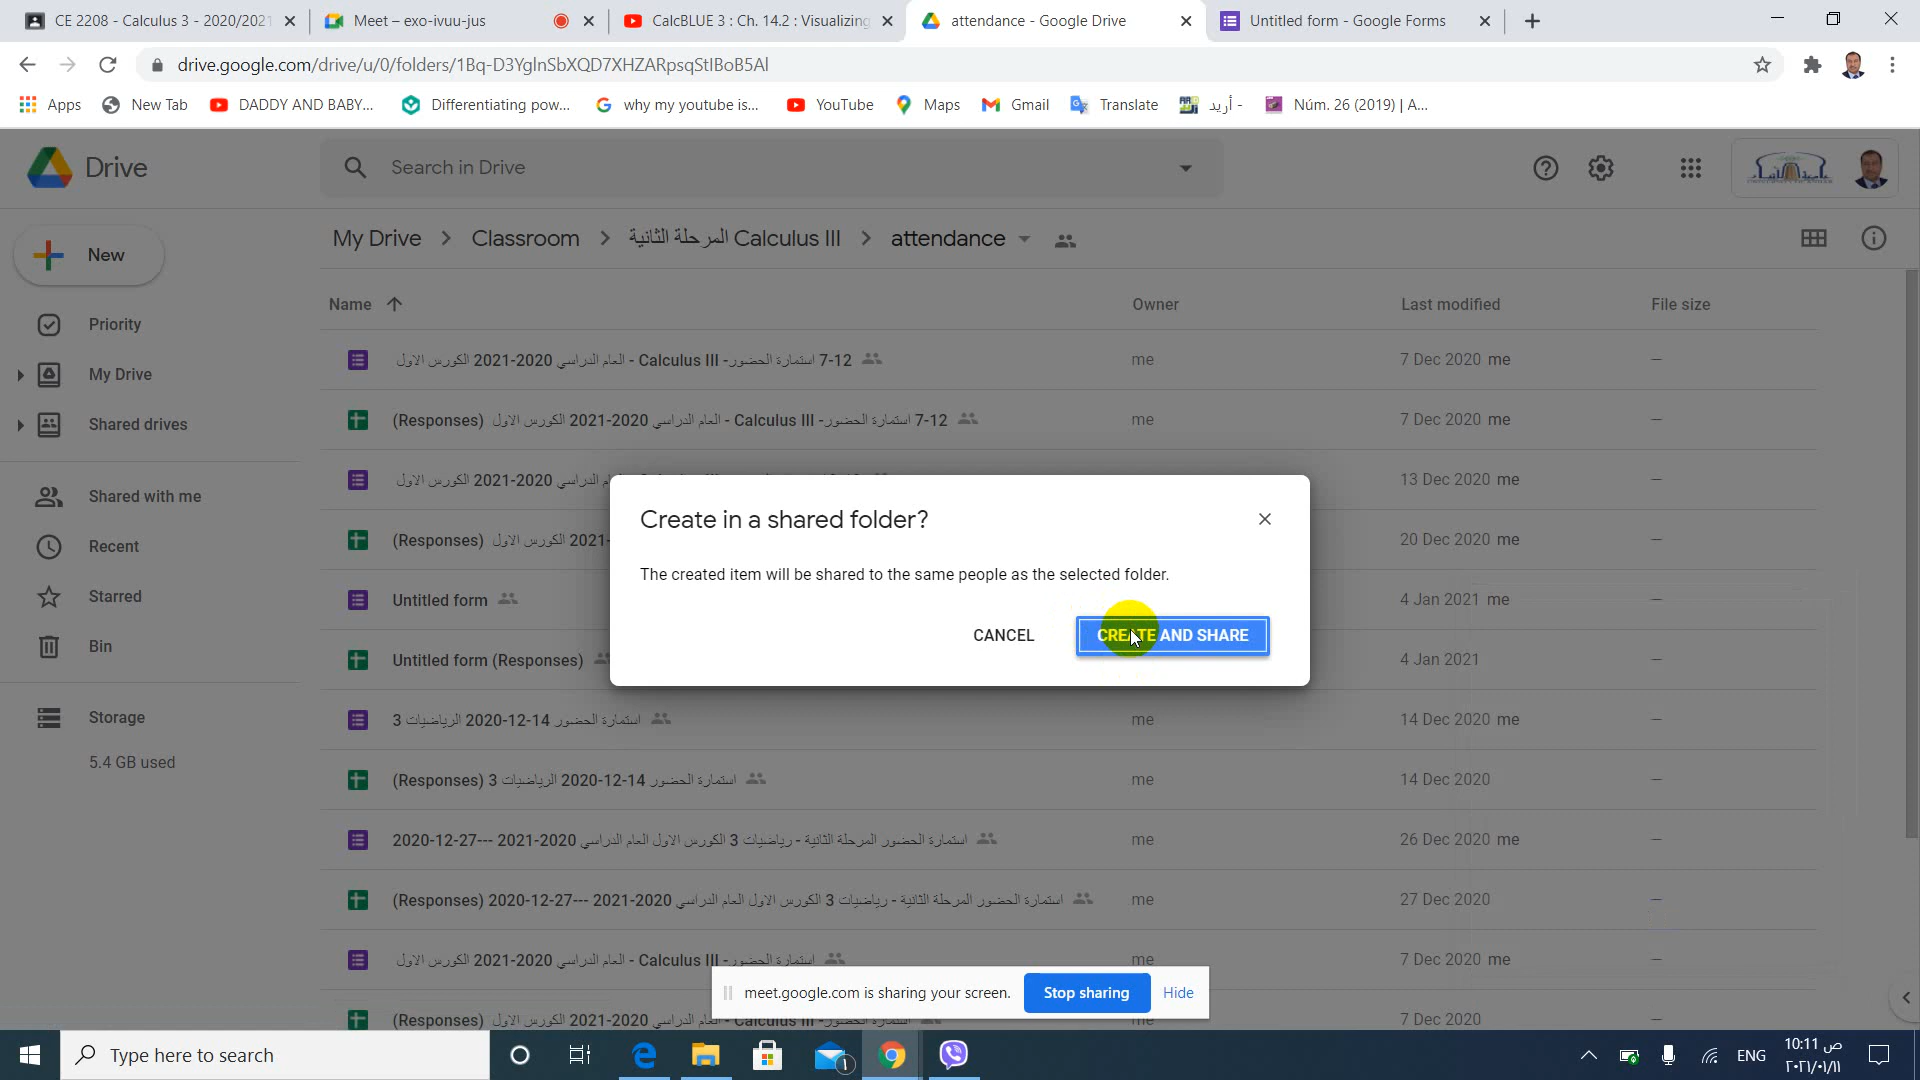 CE 2208 - Calculus 3 - 2020/2021
Meet – exo-ivuu-jus
CalcBLUE 3 : Ch. 14.2 : Visualizing
attendance - Google Drive
Untitled form - Google Forms
drive.google.com/drive/u/0/folders/1Bq-D3YgInSbXQD7XHZARpsqStIBoB5Al
Apps
New Tab
DADDY AND BABY...
Differentiating pow...
why my youtube is...
YouTube
Maps
Gmail
Translate
أريد -
Núm. 26 (2019) | A...
Drive
Search in Drive
New
My Drive > Classroom > المرحلة الثانية Calculus III > attendance
Name
Owner
Last modified
File size
Priority
My Drive
Shared drives
Shared with me
Recent
Starred
Bin
Storage
5.4 GB used
7-12 استمارة الحضور- Calculus III - العام الدراسي 2020-2021 الكورس الاول
me
7 Dec 2020 me
–
(Responses) 7-12 استمارة الحضور- Calculus III - العام الدراسي 2020-2021 الكورس الاول
me
7 Dec 2020 me
–
2020-2021 الكورس الاول
13 Dec 2020 me
–
(Responses) 2021- الكورس الاول
20 Dec 2020 me
–
Untitled form
4 Jan 2021 me
–
Untitled form (Responses)
4 Jan 2021
–
استمارة الحضور 14-12-2020 الرياضيات 3
me
14 Dec 2020 me
–
(Responses) استمارة الحضور 14-12-2020 الرياضيات 3
me
14 Dec 2020
–
استمارة الحضور المرحلة الثانية - رياضيات 3 الكورس الاول العام الدراسي 2020-2021 ---27-12-2020
me
26 Dec 2020 me
–
(Responses) استمارة الحضور المرحلة الثانية - رياضيات 3 الكورس الاول العام الدراسي 2020-2021 ---27-12-2020
me
27 Dec 2020
–
استمارة الحضور- Calculus III - العام الدراسي 2020-2021 الكورس الاول
me
7 Dec 2020 me
–
(Responses) استمارة الحضور- Calculus III - العام الدراسي 2020-2021 الكورس الاول
me
7 Dec 2020
–
Create in a shared folder?
The created item will be shared to the same people as the selected folder.
CANCEL
CREATE AND SHARE
meet.google.com is sharing your screen.
Stop sharing
Hide
Type here to search
1
ENG
10:11 ص
٢٠٢١/٠١/١١